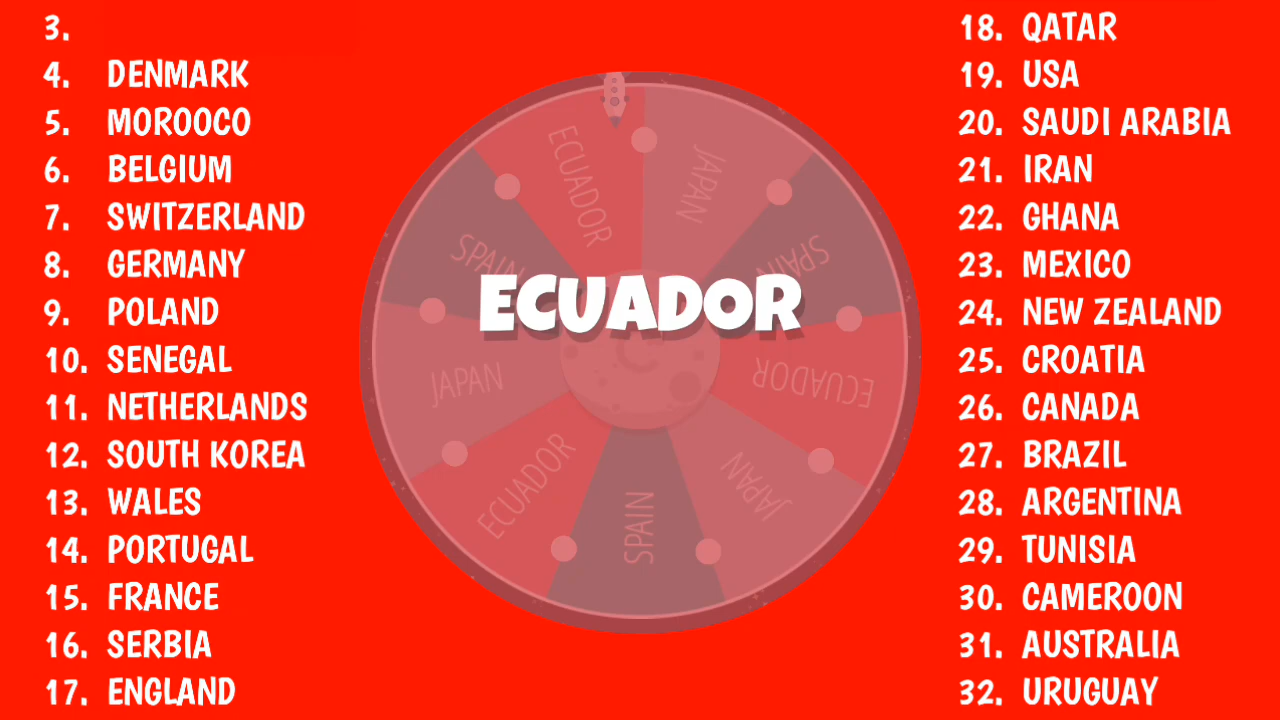 3.
4. DENMARK
5. MOROOCO
6. BELGIUM
7. SWITZERLAND
8. GERMANY
9. POLAND
10. SENEGAL
11. NETHERLANDS
12. SOUTH KOREA
13. WALES
14. PORTUGAL
15. FRANCE
16. SERBIA
17. ENGLAND
ECUADOR
JAPAN
SPAIN
ECUADOR
JAPAN
SPAIN
ECUADOR
JAPAN
SPAIN
ECUADOR
18. QATAR
19. USA
20. SAUDI ARABIA
21. IRAN
22. GHANA
23. MEXICO
24. NEW ZEALAND
25. CROATIA
26. CANADA
27. BRAZIL
28. ARGENTINA
29. TUNISIA
30. CAMEROON
31. AUSTRALIA
32. URUGUAY